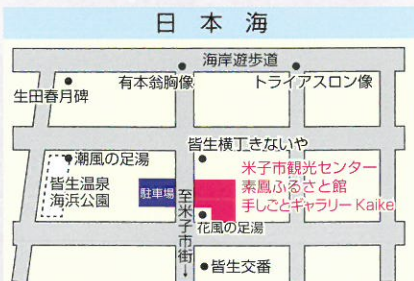 日本海
海岸遊歩道
有本翁胸像
トライアスロン像
生田春月碑
皆生横丁きないや
潮風の足湯
米子市観光センター
素鳳ふるさと館
手しごとギャラリー Kaike
皆生温泉
海浜公園
駐車場
至米子市街→
花風の足湯
皆生交番